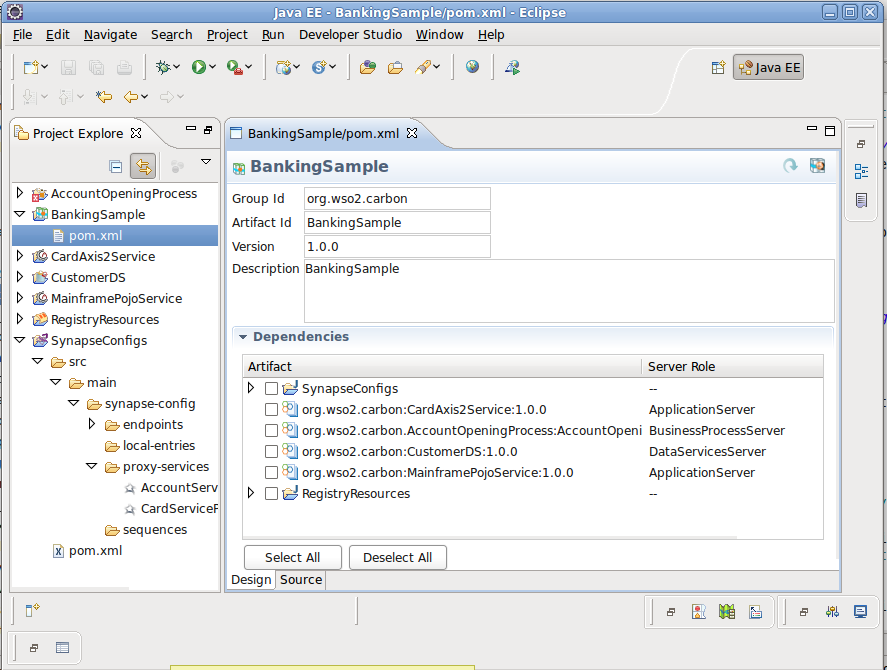 Java EE - BankingSample/pom.xml - Eclipse
File Edit Navigate Search Project Run Developer Studio Window Help
Java EE
Project Explore
AccountOpeningProcess
BankingSample
pom.xml
CardAxis2Service
CustomerDS
MainframePojoService
RegistryResources
SynapseConfigs
src
main
synapse-config
endpoints
local-entries
proxy-services
AccountServ
CardServiceP
sequences
pom.xml
BankingSample/pom.xml
BankingSample
Group Id org.wso2.carbon
Artifact Id BankingSample
Version 1.0.0
Description BankingSample
Dependencies
Artifact Server Role
SynapseConfigs --
org.wso2.carbon:CardAxis2Service:1.0.0 ApplicationServer
org.wso2.carbon.AccountOpeningProcess:AccountOpeni BusinessProcessServer
org.wso2.carbon:CustomerDS:1.0.0 DataServicesServer
org.wso2.carbon:MainframePojoService:1.0.0 ApplicationServer
RegistryResources --
Select All Deselect All
Design Source